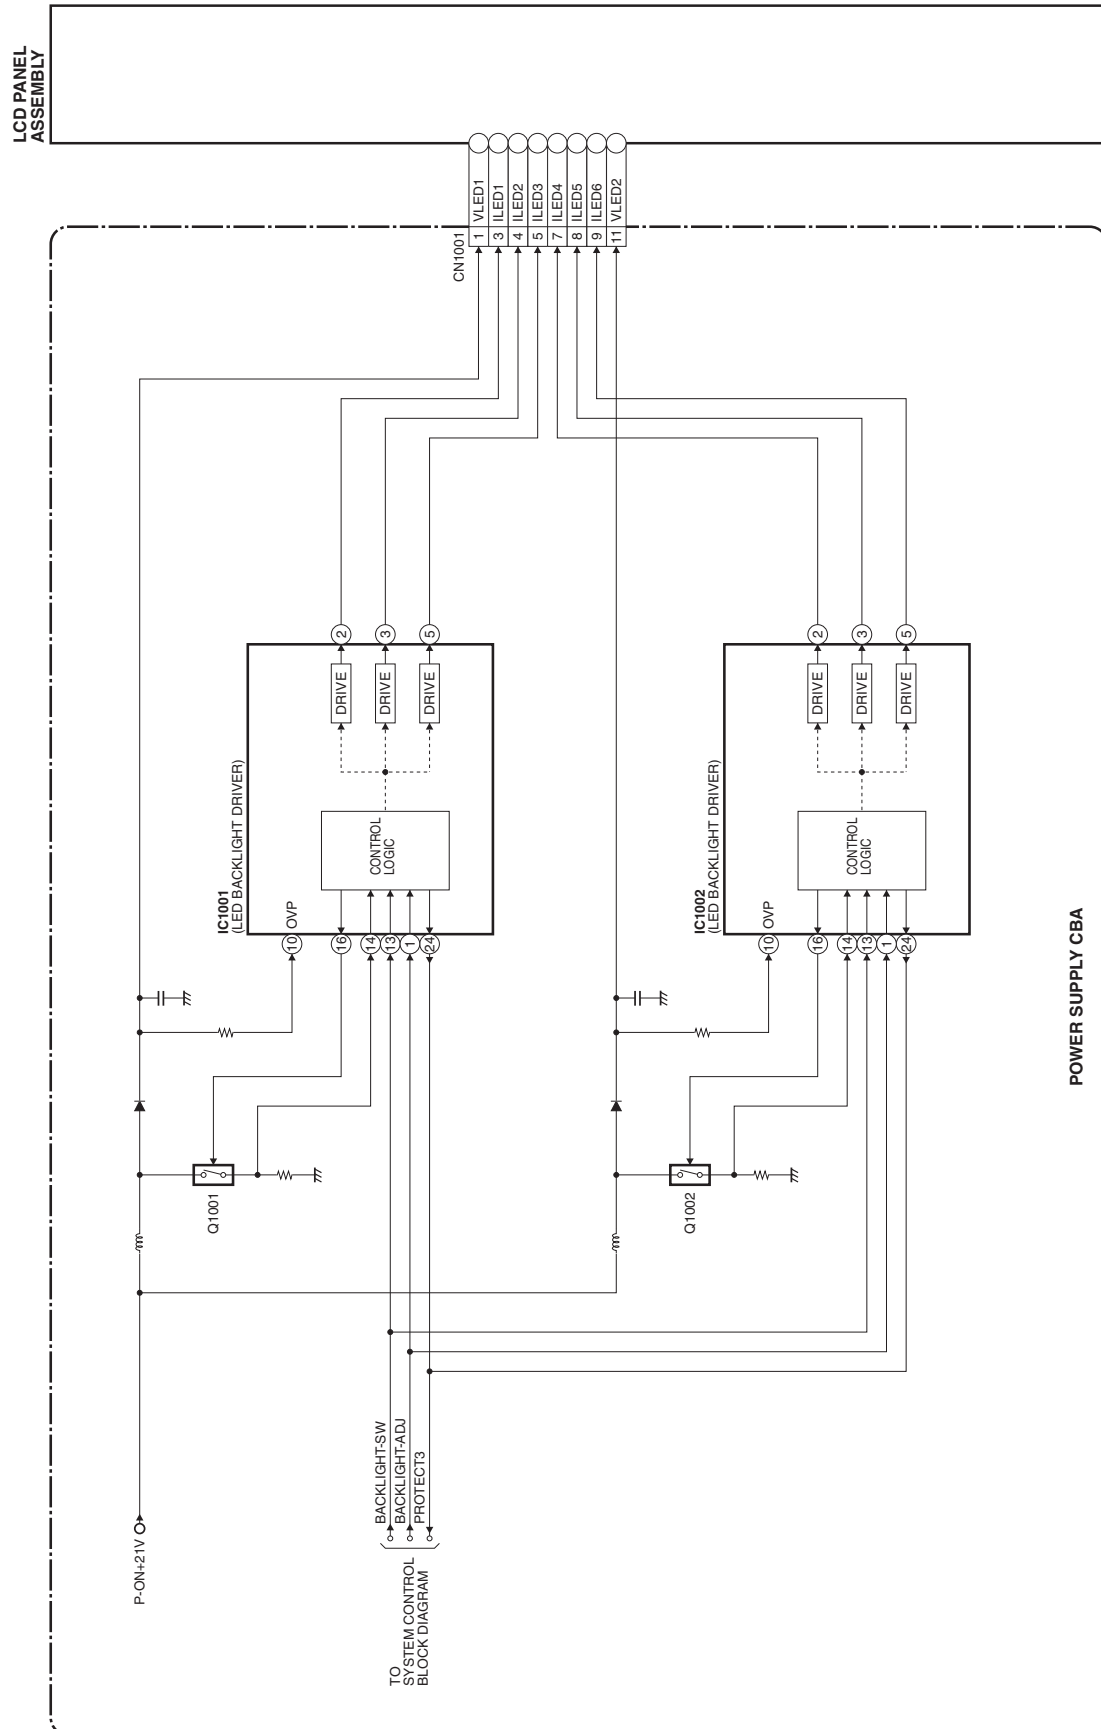 LCD PANEL
ASSEMBLY
CN1001
1 VLED1
3 ILED1
4 ILED2
5 ILED3
7 ILED4
8 ILED5
9 ILED6
11 VLED2
2
3
5
DRIVE
DRIVE
DRIVE
IC1001
(LED BACKLIGHT DRIVER)
CONTROL
LOGIC
10 OVP
16
14
13
1
24
Q1001
2
3
5
DRIVE
DRIVE
DRIVE
IC1002
(LED BACKLIGHT DRIVER)
CONTROL
LOGIC
10 OVP
16
14
13
1
24
Q1002
P-ON+21V
BACKLIGHT-SW
BACKLIGHT-ADJ
PROTECT3
TO
SYSTEM CONTROL
BLOCK DIAGRAM
POWER SUPPLY CBA